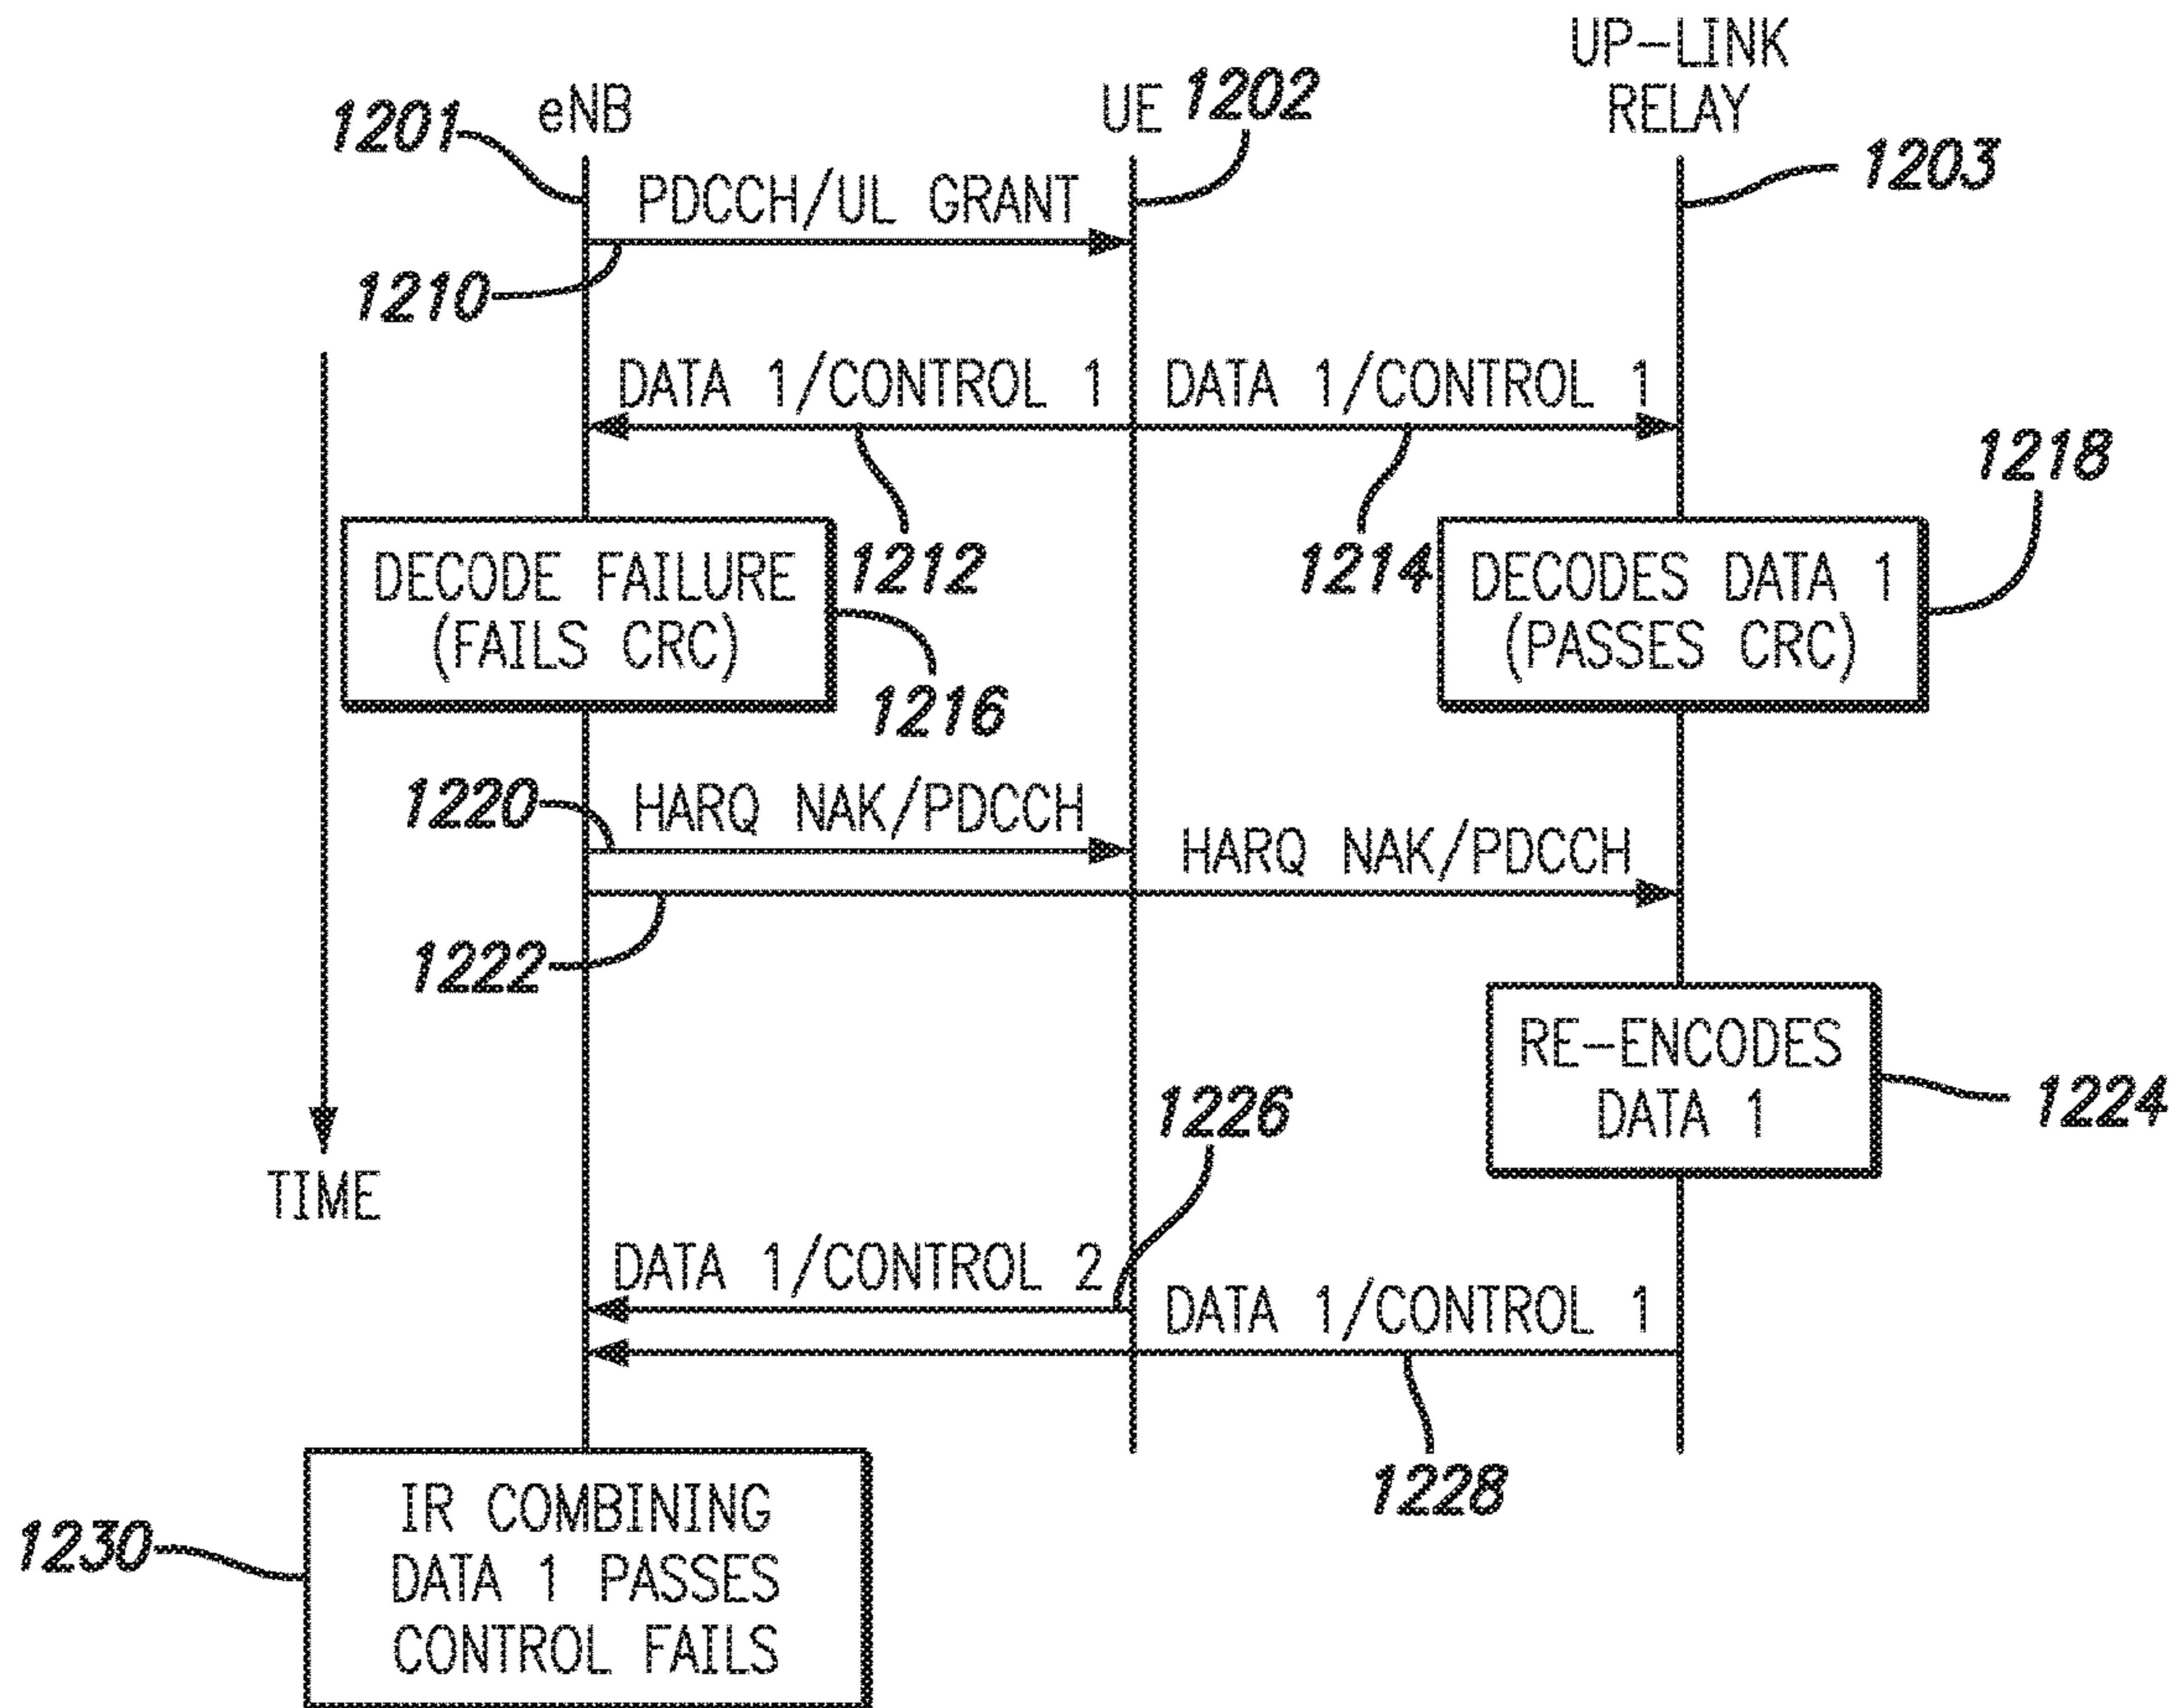 UP-LINK
RELAY
eNB
UE
1202
1201
1203
PDCCH/UL GRANT
1210
DATA 1/CONTROL 1
DATA 1/CONTROL 1
1218
1212
1214
DECODE FAILURE
(FAILS CRC)
DECODES DATA 1
(PASSES CRC)
1216
1220
HARQ NAK/PDCCH
HARQ NAK/PDCCH
1222
RE-ENCODES
DATA 1
1224
1226
TIME
DATA 1/CONTROL 2
DATA 1/CONTROL 1
1228
1230
IR COMBINING
DATA 1 PASSES
CONTROL FAILS